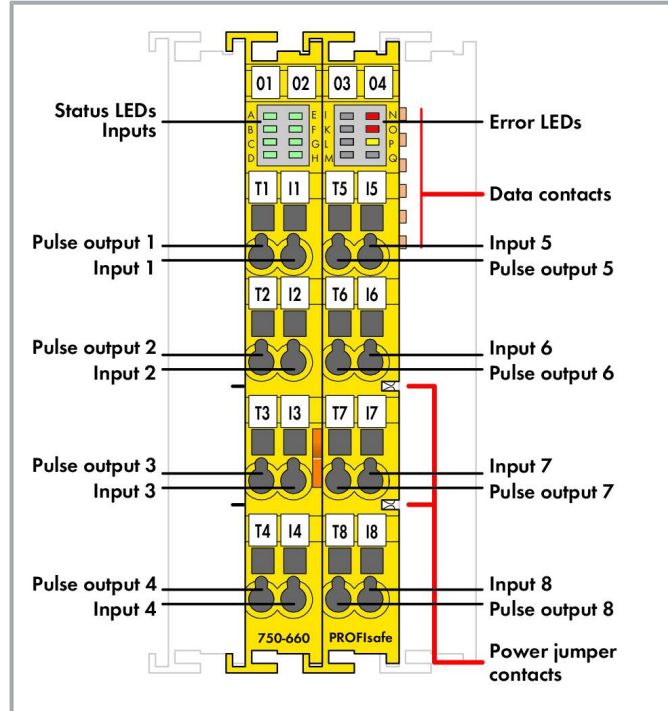 01 02 03 04
Status LEDs
Inputs
A E I N
B F K O
C G L P
D H M Q
Error LEDs
T1 I1 T5 I5
Data contacts
Pulse output 1
Input 1
Input 5
Pulse output 5
T2 I2 T6 I6
Pulse output 2
Input 2
Input 6
Pulse output 6
T3 I3 T7 I7
Pulse output 3
Input 3
Input 7
Pulse output 7
T4 I4 T8 I8
Pulse output 4
Input 4
Input 8
Pulse output 8
750-660 PROFIsafe
Power jumper
contacts